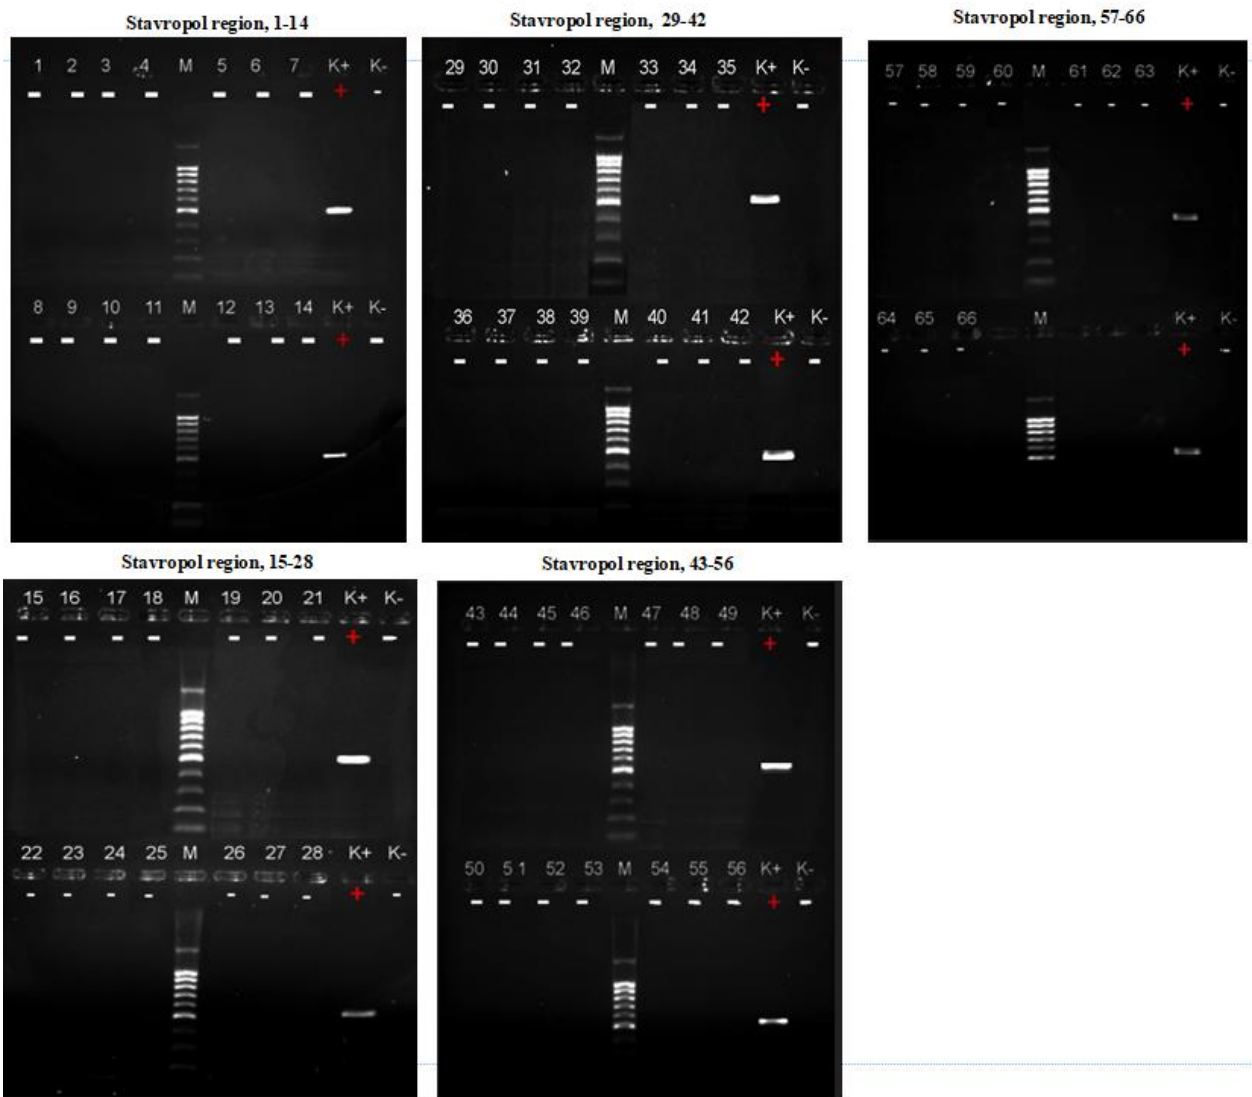 Stavropol region, 1-14
1 2 3 4 M 5 6 7 K+ K-
- - - - - - - + -
8 9 10 11 M 12 13 14 K+ K-
- - - - - - - + -
Stavropol region, 29-42
29 30 31 32 M 33 34 35 K+ K-
- - - - - - - + -
36 37 38 39 M 40 41 42 K+ K-
- - - - - - - + -
Stavropol region, 57-66
57 58 59 60 M 61 62 63 K+ K-
- - - - - - - + -
64 65 66 M K+ K-
- - - + -
Stavropol region, 15-28
15 16 17 18 M 19 20 21 K+ K-
- - - - - - - + -
22 23 24 25 M 26 27 28 K+ K-
- - - - - - - + -
Stavropol region, 43-56
43 44 45 46 M 47 48 49 K+ K-
- - - - - - - + -
50 51 52 53 M 54 55 56 K+ K-
- - - - - - - + -